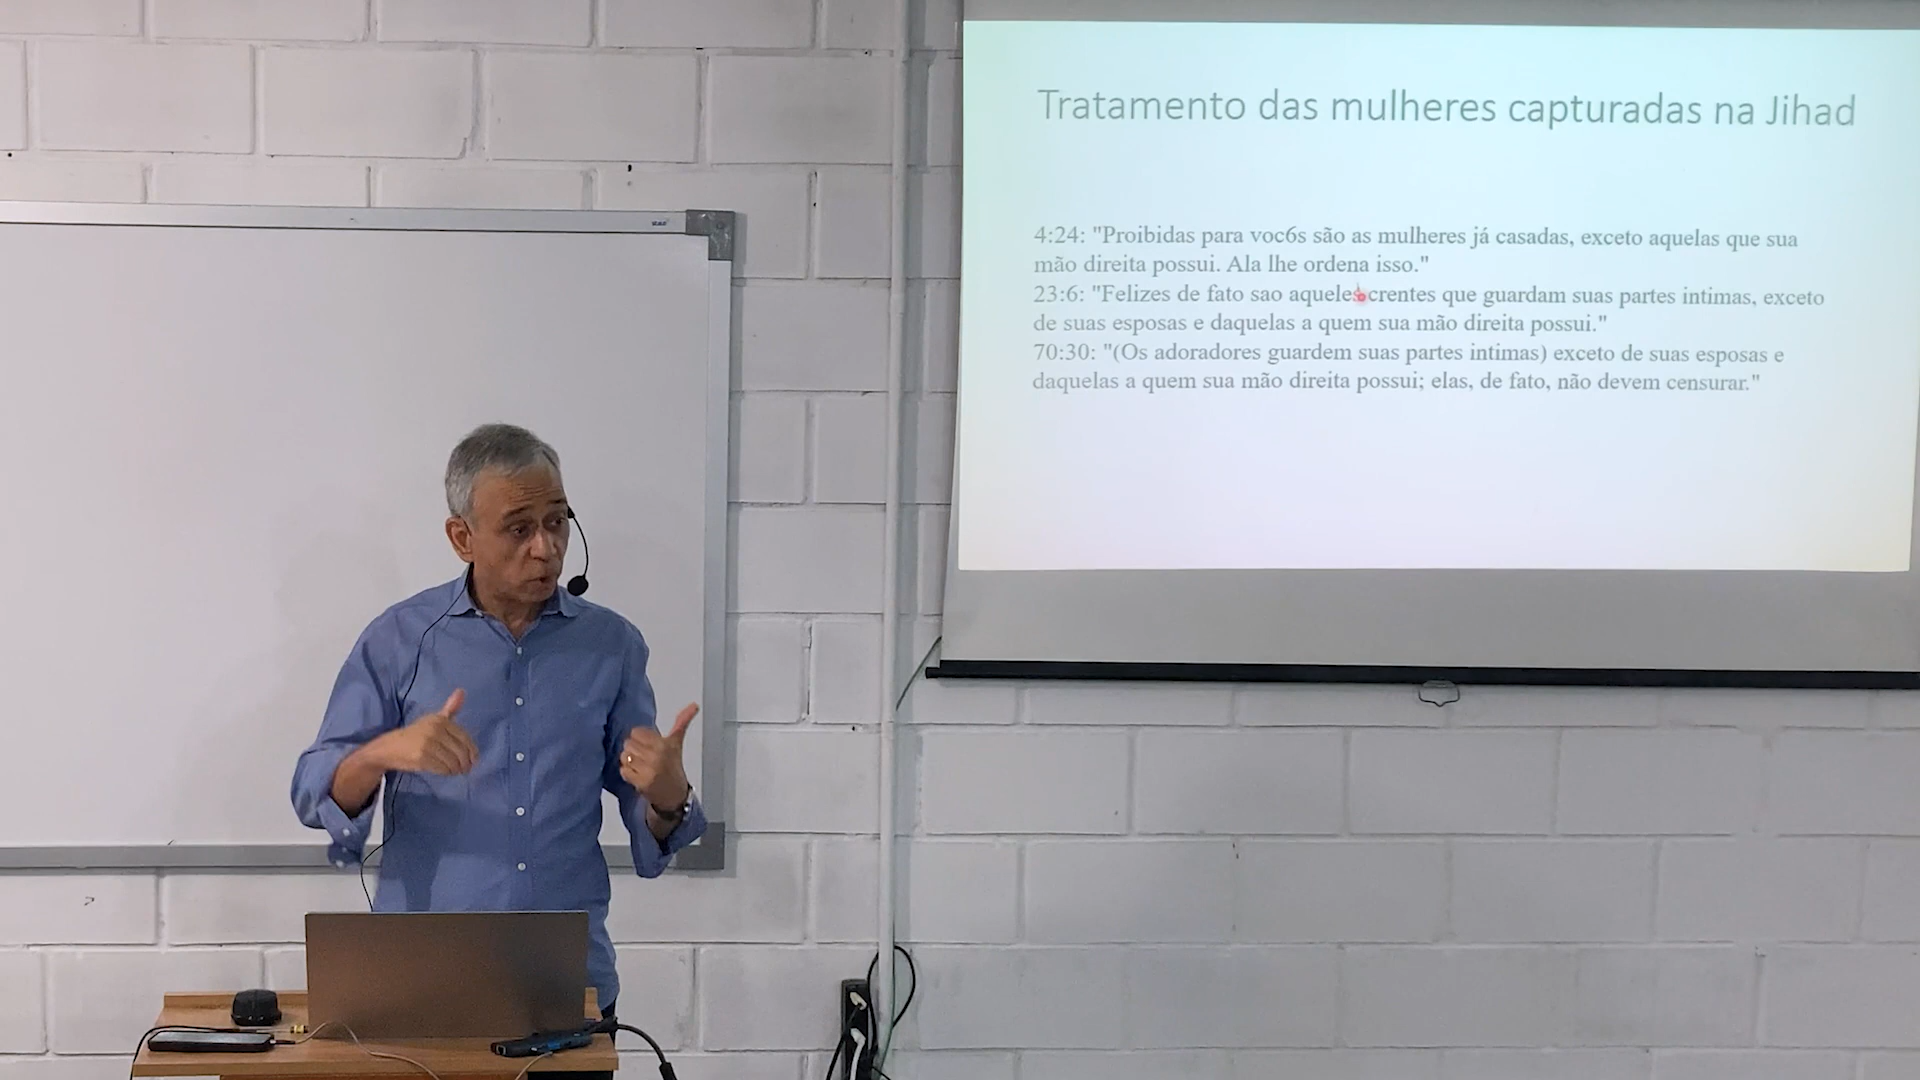 Tratamento das mulheres capturadas na Jihad
4:24: "Proibidas para voc6s são as mulheres já casadas, exceto aquelas que sua
mão direita possui. Ala lhe ordena isso."
23:6: "Felizes de fato sao aqueles crentes que guardam suas partes intimas, exceto
de suas esposas e daquelas a quem sua mão direita possui."
70:30: "(Os adoradores guardem suas partes intimas) exceto de suas esposas e
daquelas a quem sua mão direita possui; elas, de fato, não devem censurar."